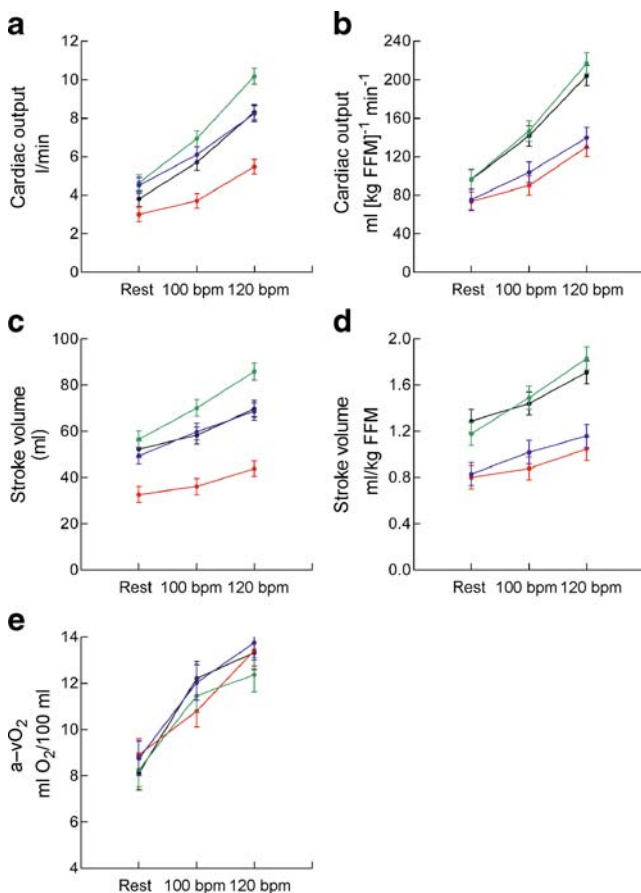 a
Cardiac output
l/min
12
10
8
6
4
2
0
Rest 100 bpm 120 bpm
b
Cardiac output
ml [kg FFM]⁻¹ min⁻¹
240
200
160
120
80
40
0
Rest 100 bpm 120 bpm
c
Stroke volume
(ml)
100
80
60
40
20
0
Rest 100 bpm 120 bpm
d
Stroke volume
ml/kg FFM
2.0
1.6
1.2
0.8
0.4
0.0
Rest 100 bpm 120 bpm
e
a–vO₂
ml O₂/100 ml
14
12
10
8
6
4
Rest 100 bpm 120 bpm